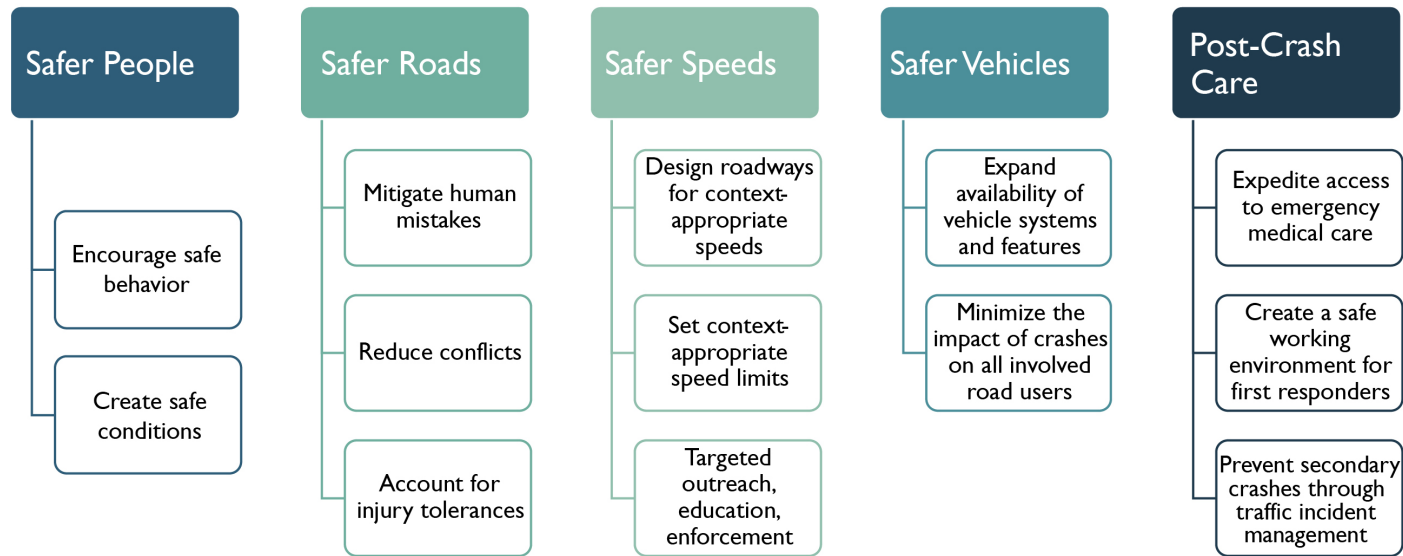 Safer People
Encourage safe
behavior
Create safe
conditions
Safer Roads
Mitigate human
mistakes
Reduce conflicts
Account for
injury tolerances
Safer Speeds
Design roadways
for context-
appropriate
speeds
Set context-
appropriate
speed limits
Targeted
outreach,
education,
enforcement
Safer Vehicles
Expand
availability of
vehicle systems
and features
Minimize the
impact of crashes
on all involved
road users
Post-Crash
Care
Expedite access
to emergency
medical care
Create a safe
working
environment for
first responders
Prevent secondary
crashes through
traffic incident
management